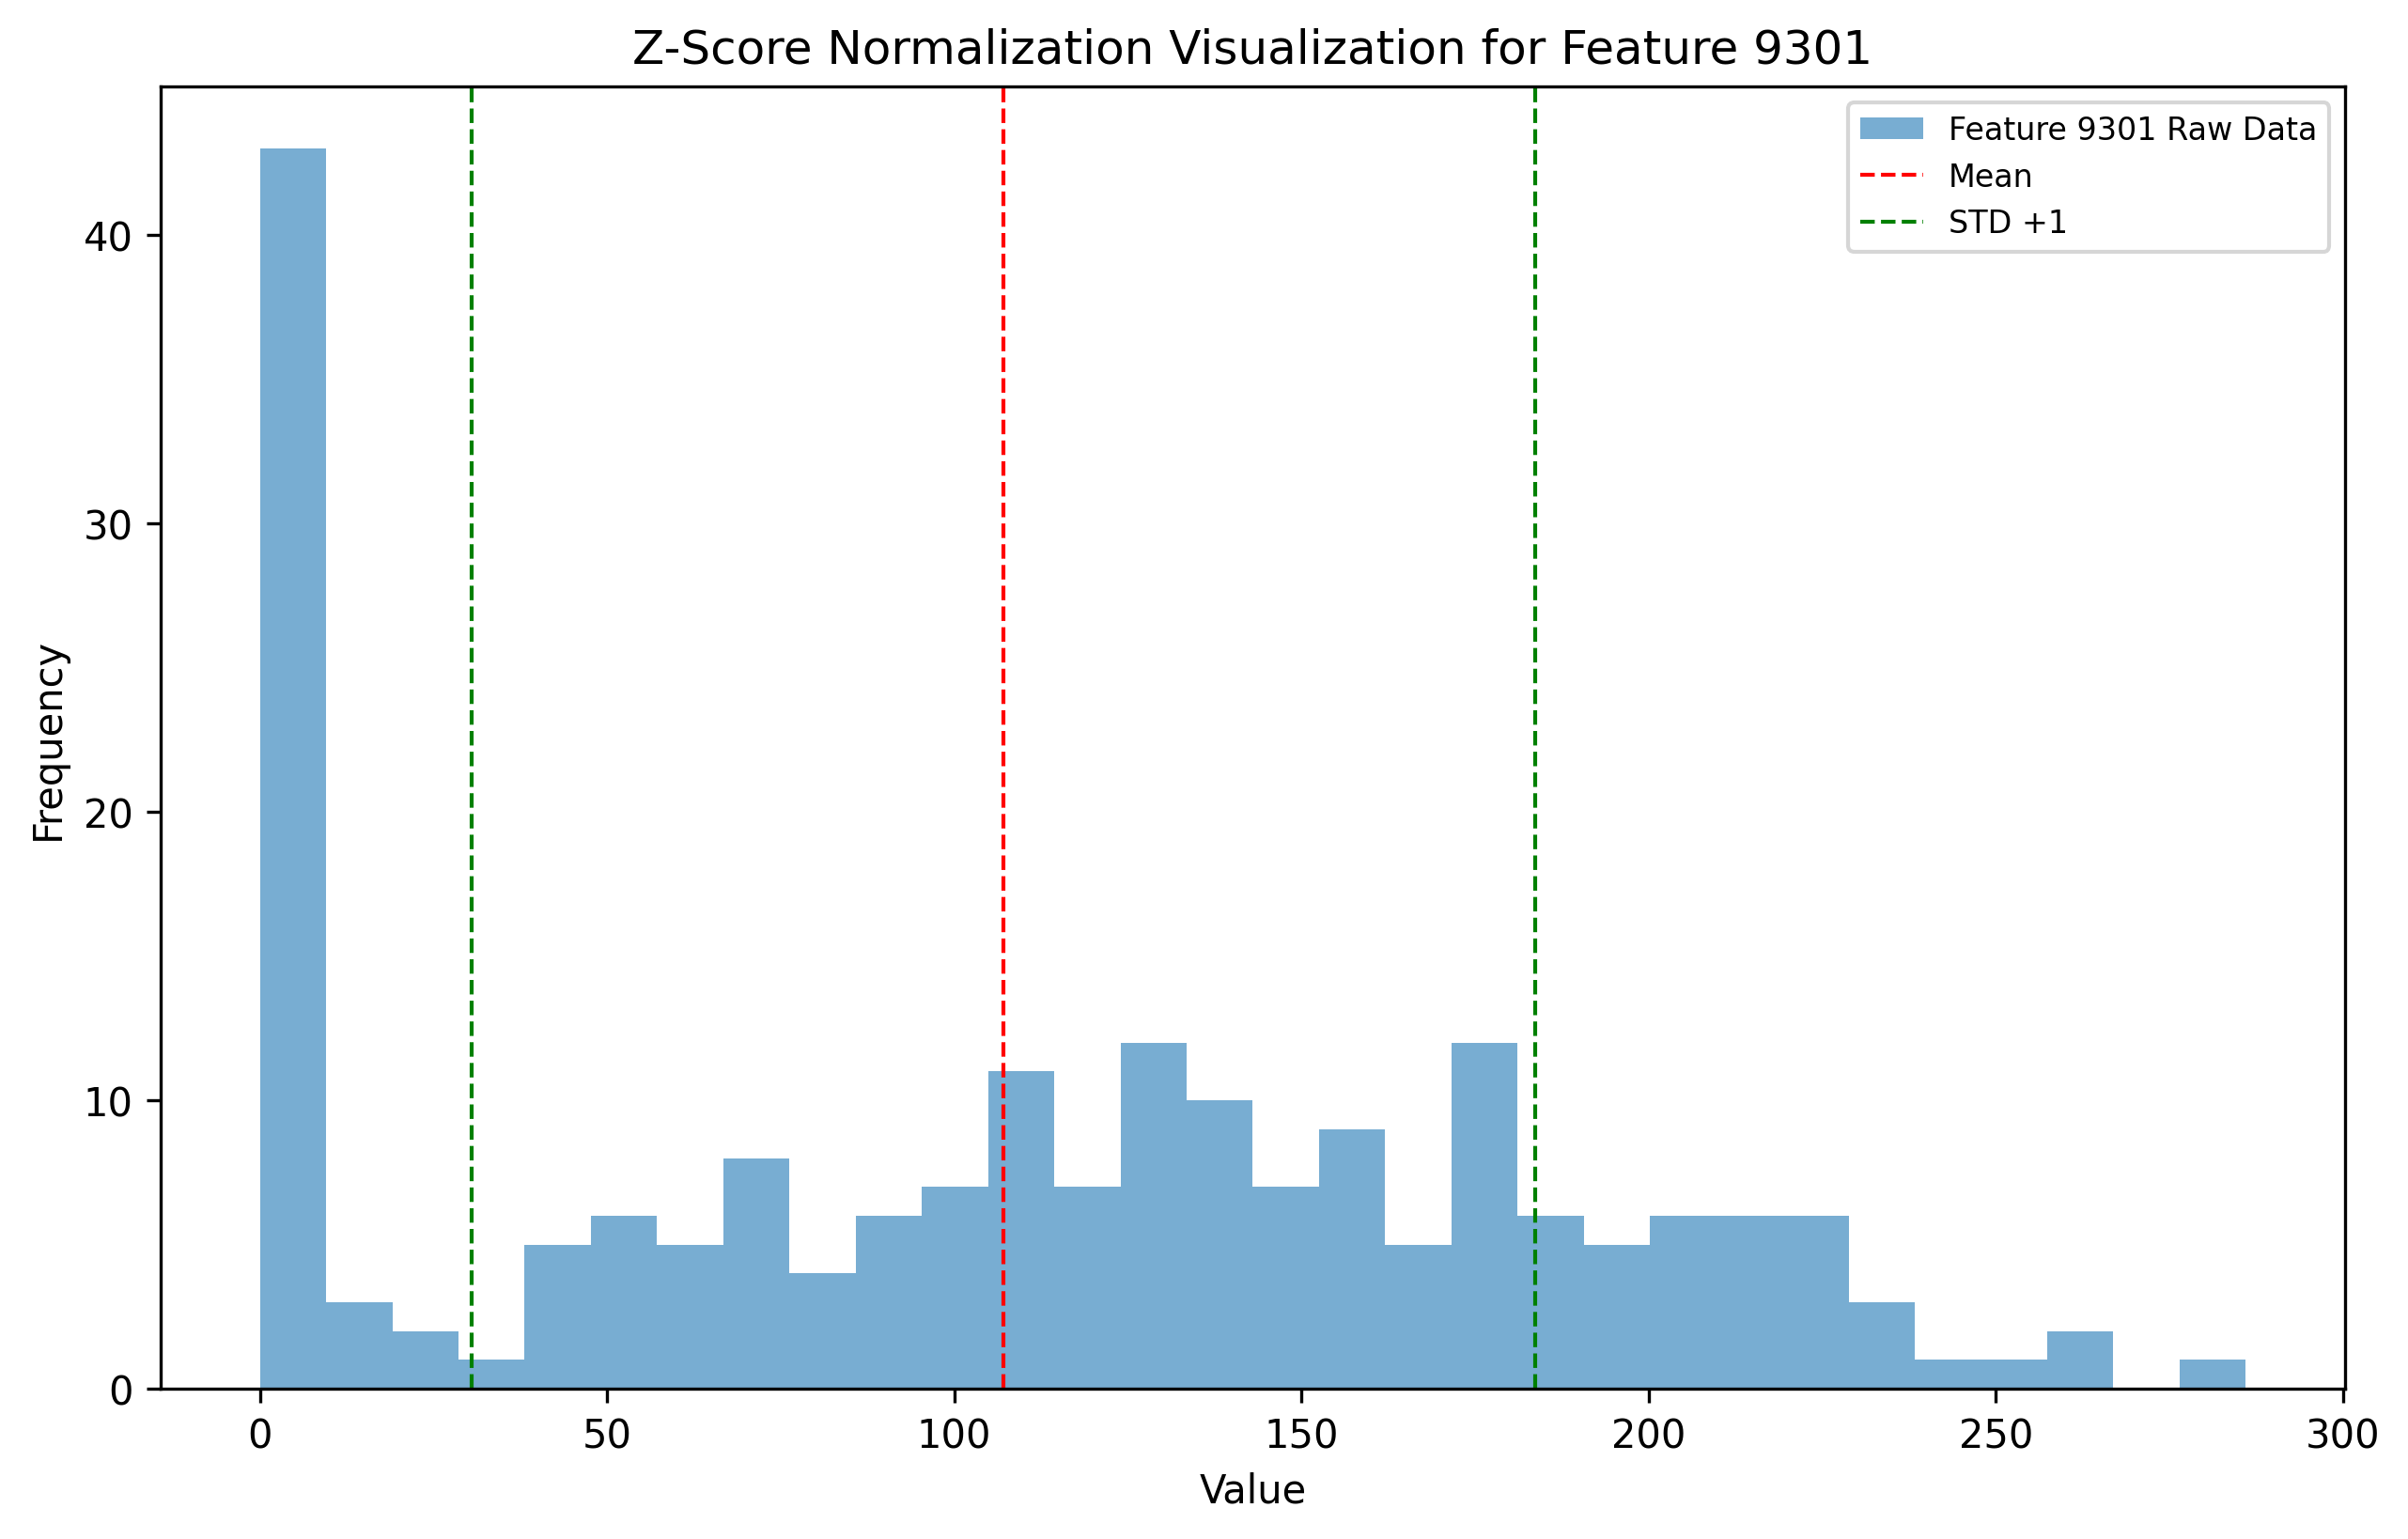 Z-Score Normalization Visualization for Feature 9301
Feature 9301 Raw Data
Mean
STD +1
Frequency
40
30
20
10
0
0 50 100 150 200 250 300
Value